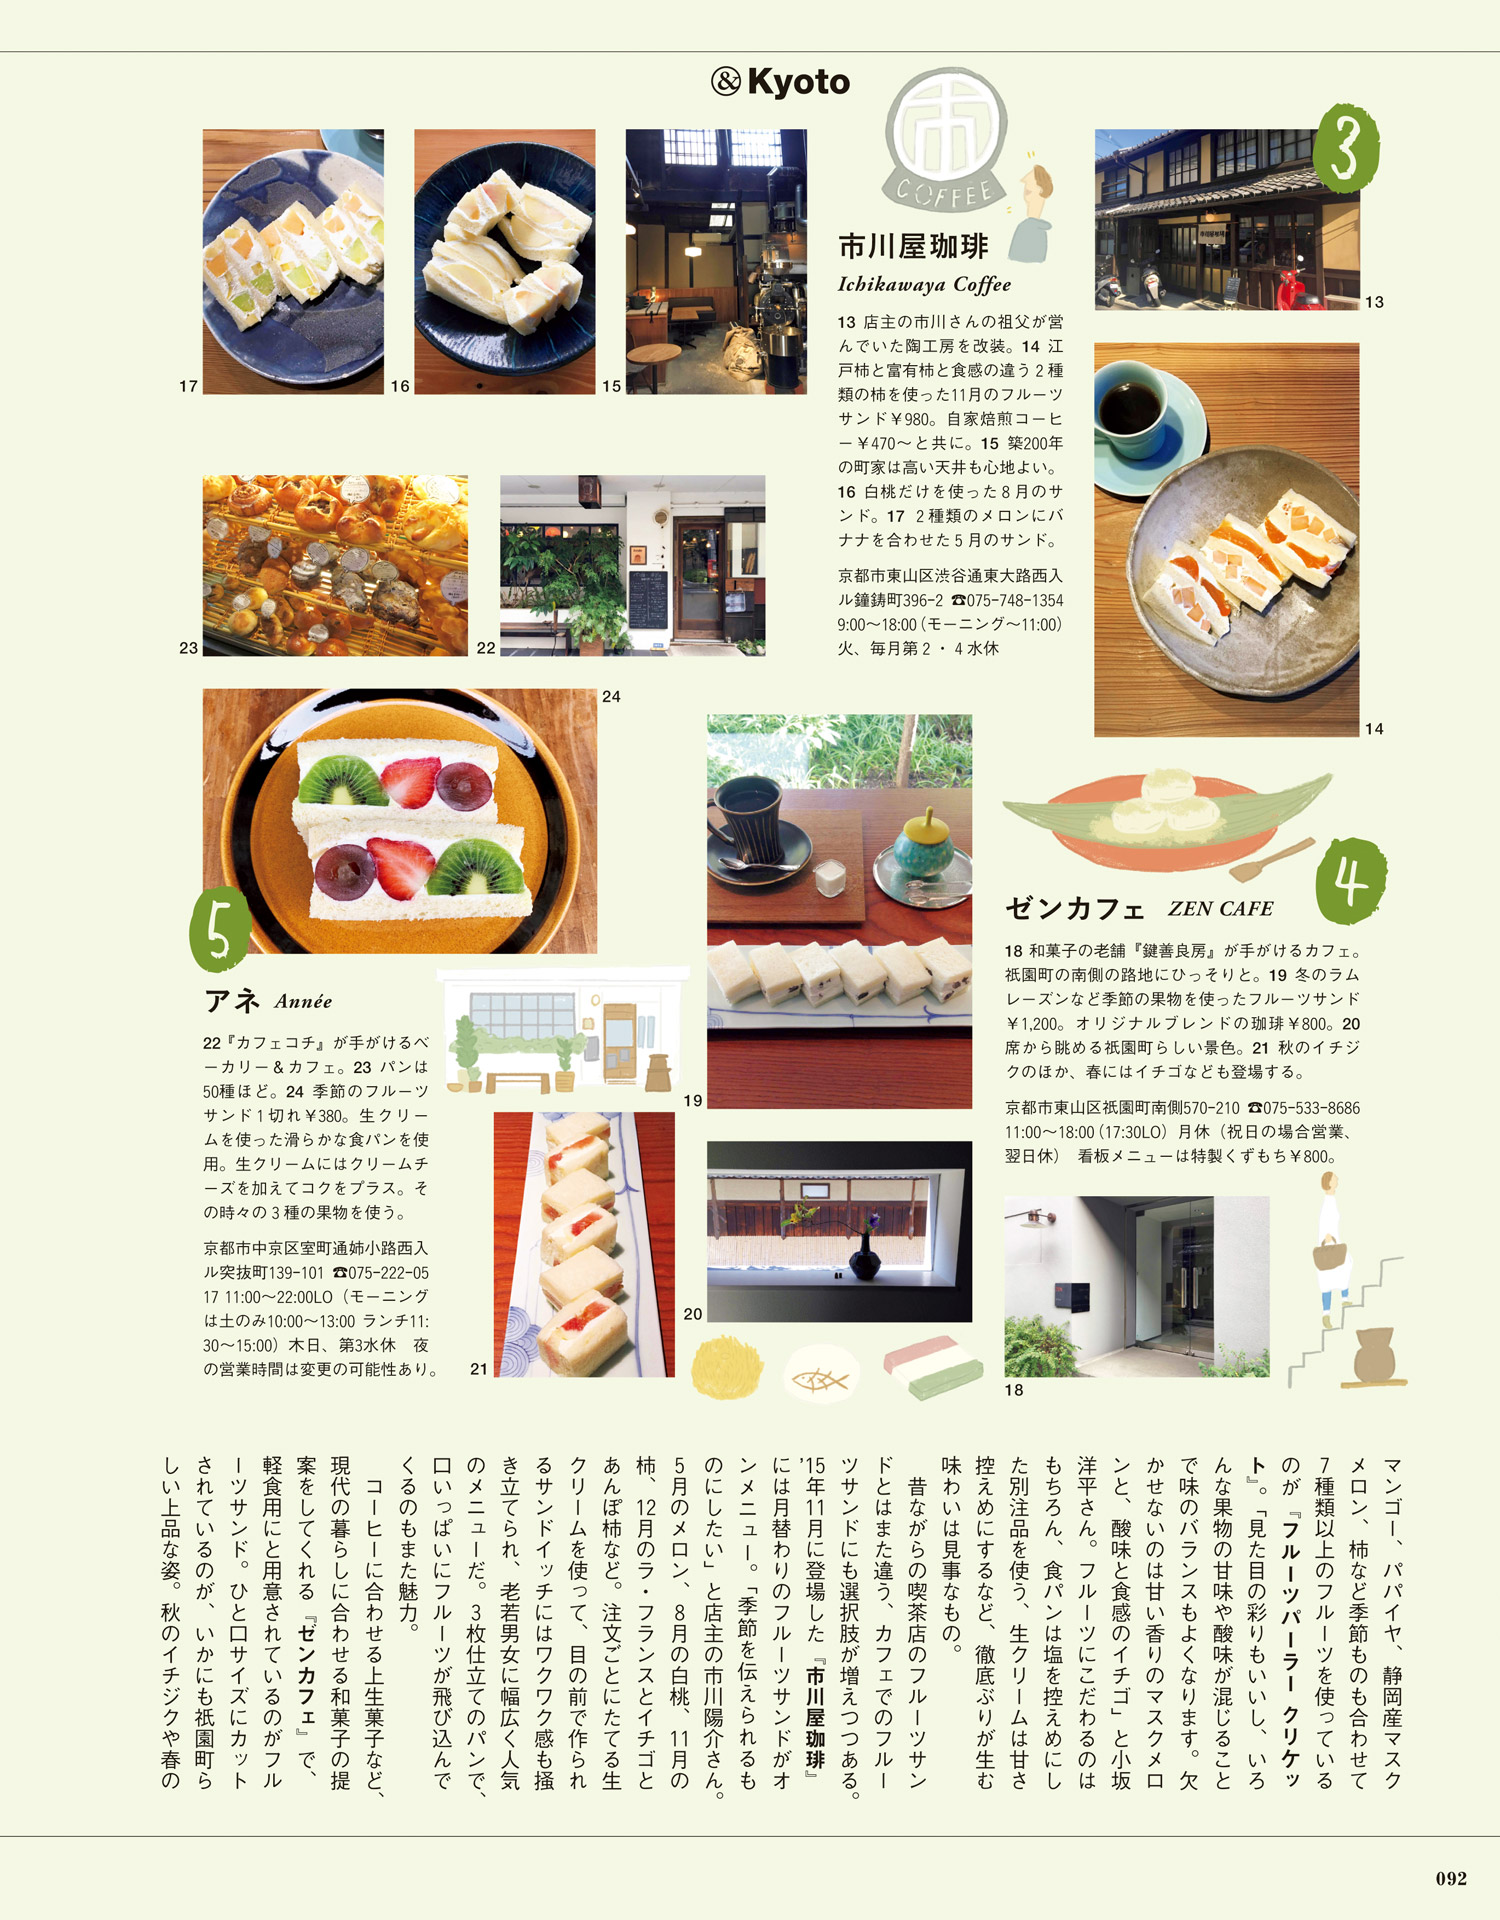 &Kyoto
市
COFFEE
3
市川屋珈琲
Ichikawaya Coffee
13 店主の市川さんの祖父が営
んでいた陶工房を改装。14 江
戸柿と富有柿と食感の違う2種
類の柿を使った11月のフルーツ
サンド¥980。自家焙煎コーヒ
ー¥470〜と共に。15 築200年
の町家は高い天井も心地よい。
16 白桃だけを使った8月のサ
ンド。17 2種類のメロンにバ
ナナを合わせた5月のサンド。
京都市東山区渋谷通東大路西入
ル鐘鋳町396-2 ☎075-748-1354
9:00〜18:00(モーニング〜11:00)
火、毎月第2・4水休
17
16
15
13
14
23
22
24
4
ゼンカフェ ZEN CAFE
18 和菓子の老舗『鍵善良房』が手がけるカフェ。
祇園町の南側の路地にひっそりと。19 冬のラム
レーズンなど季節の果物を使ったフルーツサンド
¥1,200。オリジナルブレンドの珈琲¥800。20
席から眺める祇園町らしい景色。21 秋のイチジ
クのほか、春にはイチゴなども登場する。
京都市東山区祇園町南側570-210 ☎075-533-8686
11:00〜18:00(17:30LO) 月休(祝日の場合営業、
翌日休) 看板メニューは特製くずもち¥800。
5
アネ Année
22『カフェコチ』が手がけるベ
ーカリー&カフェ。23 パンは
50種ほど。24 季節のフルーツ
サンド1切れ¥380。生クリー
ムを使った滑らかな食パンを使
用。生クリームにはクリームチ
ーズを加えてコクをプラス。そ
の時々の3種の果物を使う。
京都市中京区室町通姉小路西入
ル突抜町139-101 ☎075-222-05
17 11:00〜22:00LO(モーニング
は土のみ10:00〜13:00 ランチ11:
30〜15:00) 木日、第3水休 夜
の営業時間は変更の可能性あり。
19
20
21
18
マンゴー、パパイヤ、静岡産マスク
メロン、柿など季節ものも合わせて
7種類以上のフルーツを使っている
のが『フルーツパーラー クリケッ
ト』。「見た目の彩りもいいし、いろ
んな果物の甘味や酸味が混じること
で味のバランスもよくなります。欠
かせないのは甘い香りのマスクメロ
ンと、酸味と食感のイチゴ」と小坂
洋平さん。フルーツにこだわるのは
もちろん、食パンは塩を控えめにし
た別注品を使う、生クリームは甘さ
控えめにするなど、徹底ぶりが生む
味わいは見事なもの。
昔ながらの喫茶店のフルーツサン
ドとはまた違う、カフェでのフルー
ツサンドにも選択肢が増えつつある。
'15年11月に登場した『市川屋珈琲』
には月替わりのフルーツサンドがオ
ンメニュー。「季節を伝えられるも
のにしたい」と店主の市川陽介さん。
5月のメロン、8月の白桃、11月の
柿、12月のラ・フランスとイチゴと
あんぽ柿など。注文ごとにたてる生
クリームを使って、目の前で作られ
るサンドイッチにはワクワク感も掻
き立てられ、老若男女に幅広く人気
のメニューだ。3枚仕立てのパンで、
口いっぱいにフルーツが飛び込んで
くるのもまた魅力。
コーヒーに合わせる上生菓子など、
現代の暮らしに合わせる和菓子の提
案をしてくれる『ゼンカフェ』で、
軽食用にと用意されているのがフル
ーツサンド。ひと口サイズにカット
されているのが、いかにも祇園町ら
しい上品な姿。秋のイチジクや春の
092